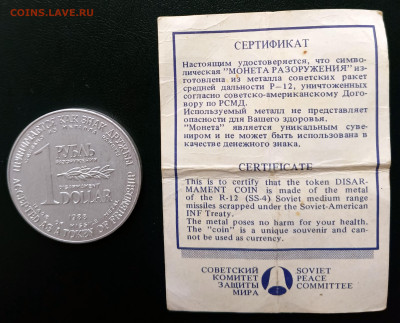 COINS.LAVE.RU
1
РУБЛЬ
DOLLAR
1988
СЕРТИФИКАТ
Настоящим удостоверяется, что симво-
лическая "МОНЕТА РАЗОРУЖЕНИЯ" из-
готовлена из металла советских ракет
средней дальности Р-12, уничтоженных
согласно советско-американскому Дого-
вору по РСМД.
Используемый металл не представляет
опасности для Вашего здоровья.
"Монета" является уникальным суве-
ниром и не может быть использована в
качестве денежного знака.
CERTIFICATE
This is to certify that the token DISAR-
MAMENT COIN is made of the metal
of the R-12 (SS-4) Soviet medium range
missiles scrapped under the Soviet-American
INF Treaty.
The metal poses no harm for your health.
The "coin" is a unique souvenir and can
not be used as currency.
СОВЕТСКИЙ
КОМИТЕТ
ЗАЩИТЫ
МИРА
SOVIET
PEACE
COMMITTEE